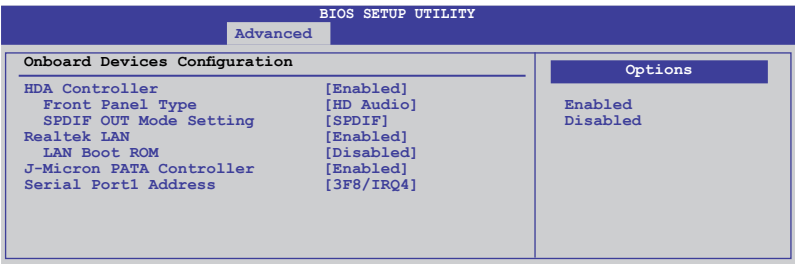 BIOS SETUP UTILITY
Advanced
Onboard Devices Configuration
HDA Controller [Enabled]
Front Panel Type [HD Audio]
SPDIF OUT Mode Setting [SPDIF]
Realtek LAN [Enabled]
LAN Boot ROM [Disabled]
J-Micron PATA Controller [Enabled]
Serial Port1 Address [3F8/IRQ4]
Options
Enabled
Disabled